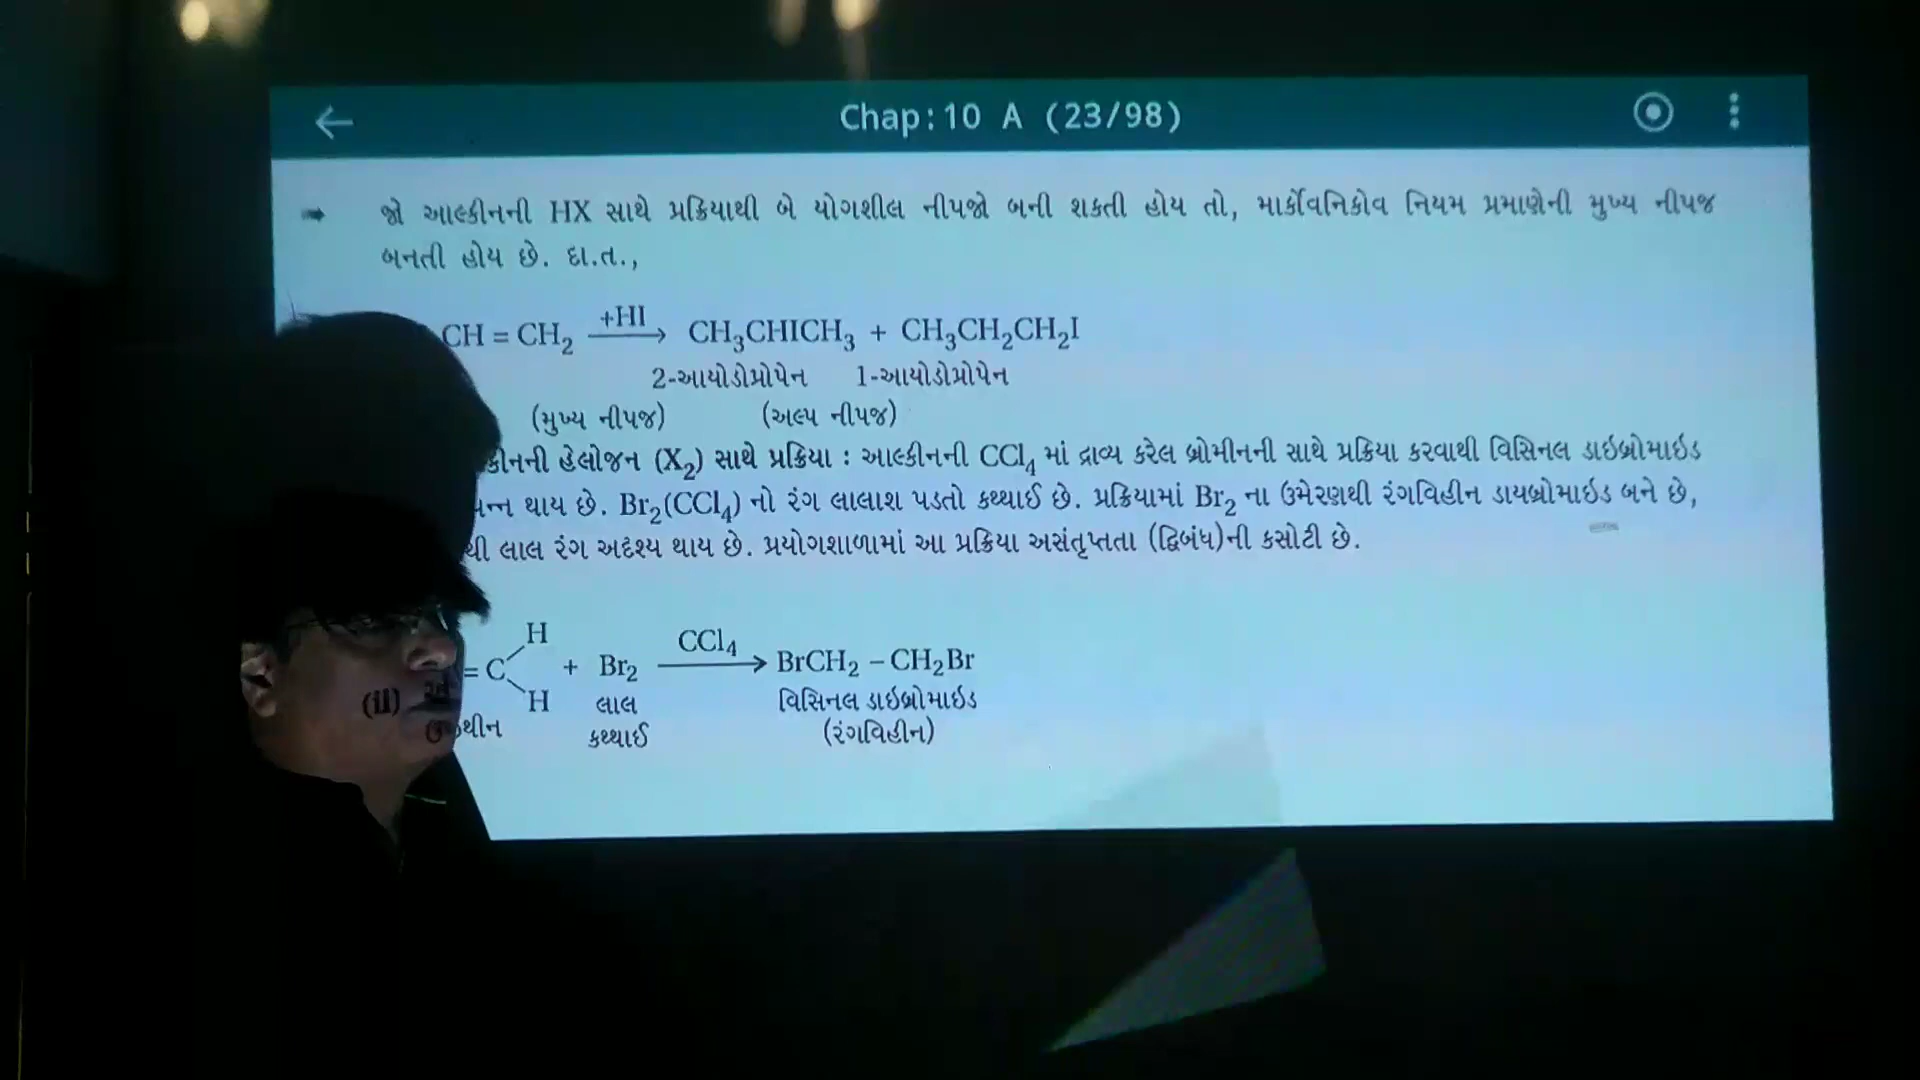 Chap:10 A (23/98)
જો આલ્કીનની HX સાથે પ્રક્રિયાથી બે યોગશીલ નીપજો બની શકતી હોય તો, માર્કોવનિકોવ નિયમ પ્રમાણેની મુખ્ય નીપજ
બનતી હોય છે. દા.ત.,
CH = CH₂ +HI → CH₃CHICH₃ + CH₃CH₂CH₂I
2-આયોડોપ્રોપેન 1-આયોડોપ્રોપેન
(મુખ્ય નીપજ) (અલ્પ નીપજ)
કીનની હેલોજન (X₂) સાથે પ્રક્રિયા : આલ્કીનની CCl₄ માં દ્રાવ્ય કરેલ બ્રોમીનની સાથે પ્રક્રિયા કરવાથી વિસિનલ ડાઇબ્રોમાઇડ
ન્ન થાય છે. Br₂(CCl₄) નો રંગ લાલાશ પડતો કથ્થાઈ છે. પ્રક્રિયામાં Br₂ ના ઉમેરણથી રંગવિહીન ડાયબ્રોમાઇડ બને છે,
થી લાલ રંગ અદૃશ્ય થાય છે. પ્રયોગશાળામાં આ પ્રક્રિયા અસંતૃપ્તતા (દ્વિબંધ)ની કસોટી છે.
H
= C + Br₂ CCl₄ → BrCH₂ – CH₂Br
(ii) H લાલ વિસિનલ ડાઇબ્રોમાઇડ
થીન કથ્થાઈ (રંગવિહીન)